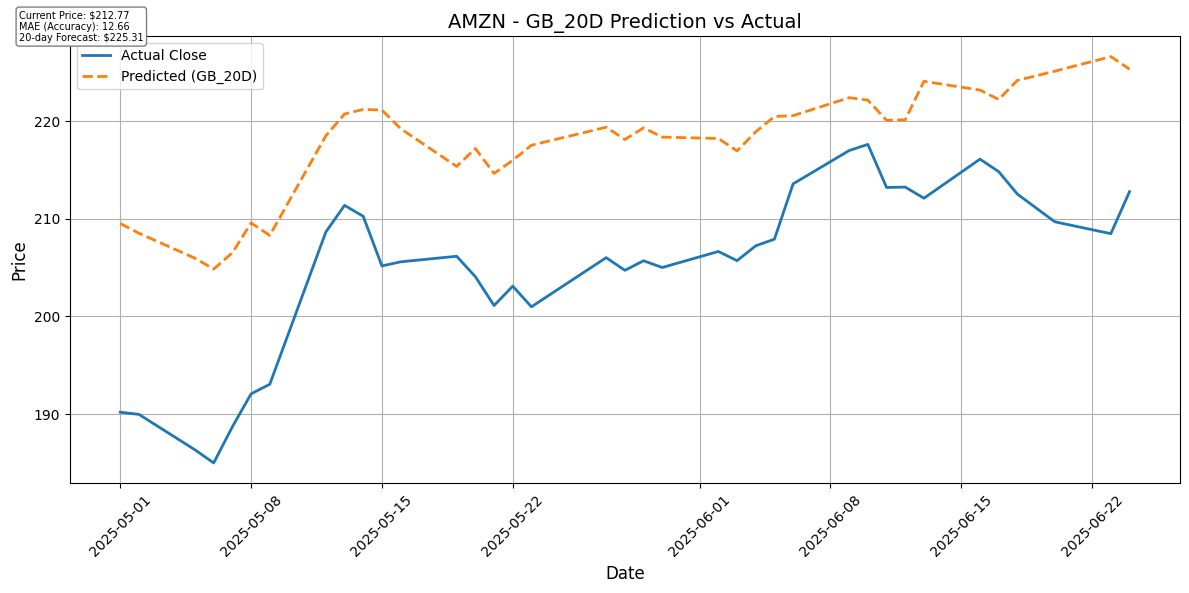 AMZN - GB_20D Prediction vs Actual
Current Price: $212.77
MAE (Accuracy): 12.66
20-day Forecast: $225.31
Actual Close
Predicted (GB_20D)
Price
220
210
200
190
2025-05-01
2025-05-08
2025-05-15
2025-05-22
2025-06-01
2025-06-08
2025-06-15
2025-06-22
Date